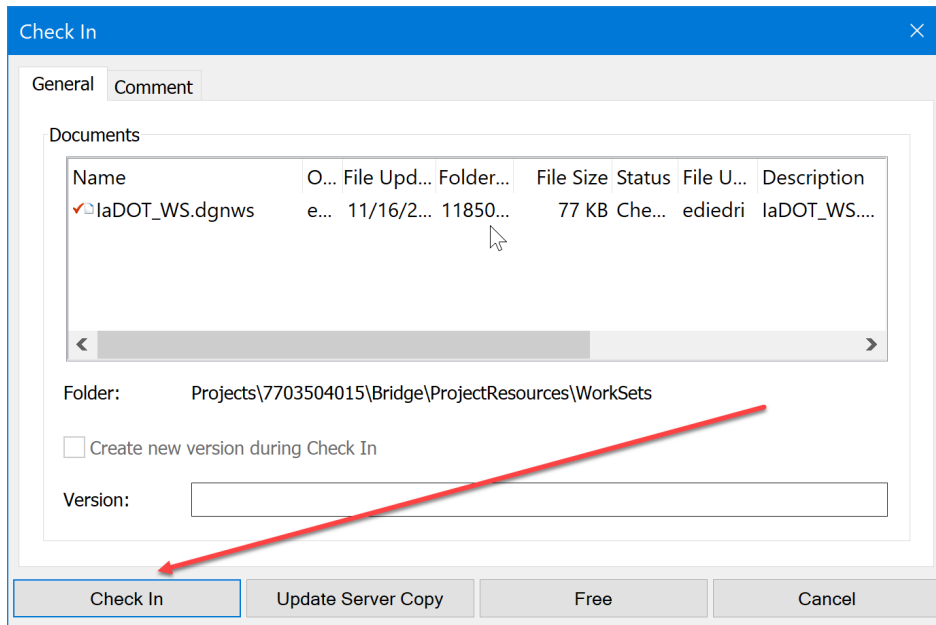 Check In
General Comment
Documents
Name O... File Upd... Folder... File Size Status File U... Description
IaDOT_WS.dgnws e... 11/16/2... 11850... 77 KB Che... ediedri IaDOT_WS....
Folder: Projects\7703504015\Bridge\ProjectResources\WorkSets
Create new version during Check In
Version:
Check In Update Server Copy Free Cancel